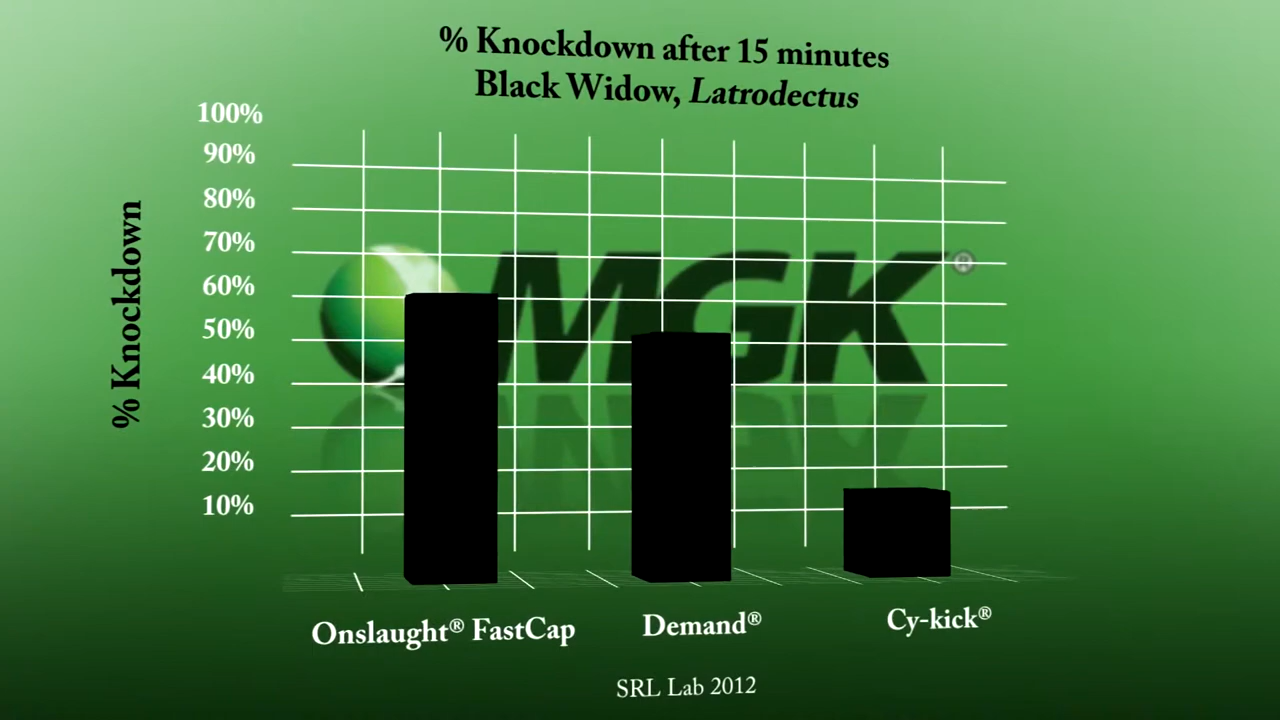 % Knockdown after 15 minutes
Black Widow, Latrodectus
100%
90%
80%
70%
60%
50%
40%
30%
20%
10%
% Knockdown
MGK®
Onslaught® FastCap
Demand®
Cy-kick®
SRL Lab 2012